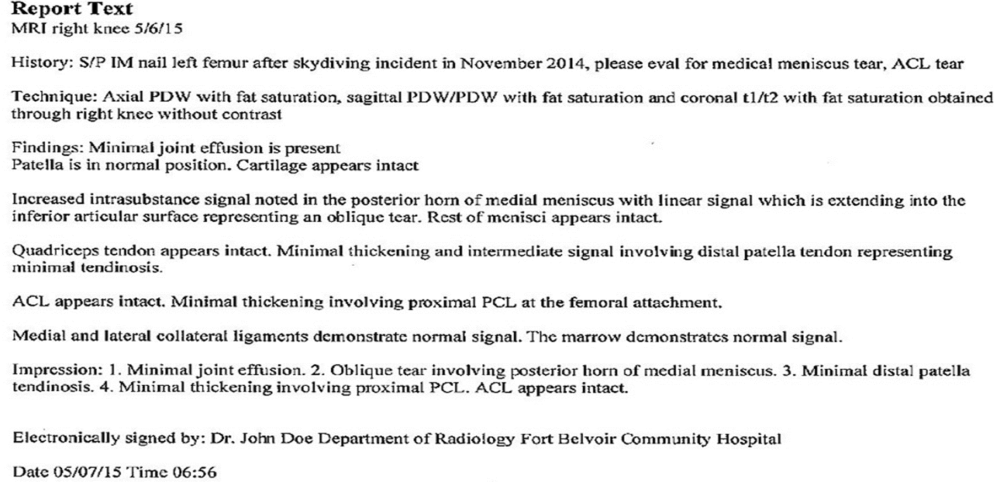 Report Text
MRI right knee 5/6/15
History: S/P IM nail left femur after skydiving incident in November 2014, please eval for medical meniscus tear, ACL tear
Technique: Axial PDW with fat saturation, sagittal PDW/PDW with fat saturation and coronal t1/t2 with fat saturation obtained
through right knee without contrast
Findings: Minimal joint effusion is present
Patella is in normal position. Cartilage appears intact
Increased intrasubstance signal noted in the posterior horn of medial meniscus with linear signal which is extending into the
inferior articular surface representing an oblique tear. Rest of menisci appears intact.
Quadriceps tendon appears intact. Minimal thickening and intermediate signal involving distal patella tendon representing
minimal tendinosis.
ACL appears intact. Minimal thickening involving proximal PCL at the femoral attachment.
Medial and lateral collateral ligaments demonstrate normal signal. The marrow demonstrates normal signal.
Impression: 1. Minimal joint effusion. 2. Oblique tear involving posterior horn of medial meniscus. 3. Minimal distal patella
tendinosis. 4. Minimal thickening involving proximal PCL. ACL appears intact.
Electronically signed by: Dr. John Doe Department of Radiology Fort Belvoir Community Hospital
Date 05/07/15 Time 06:56